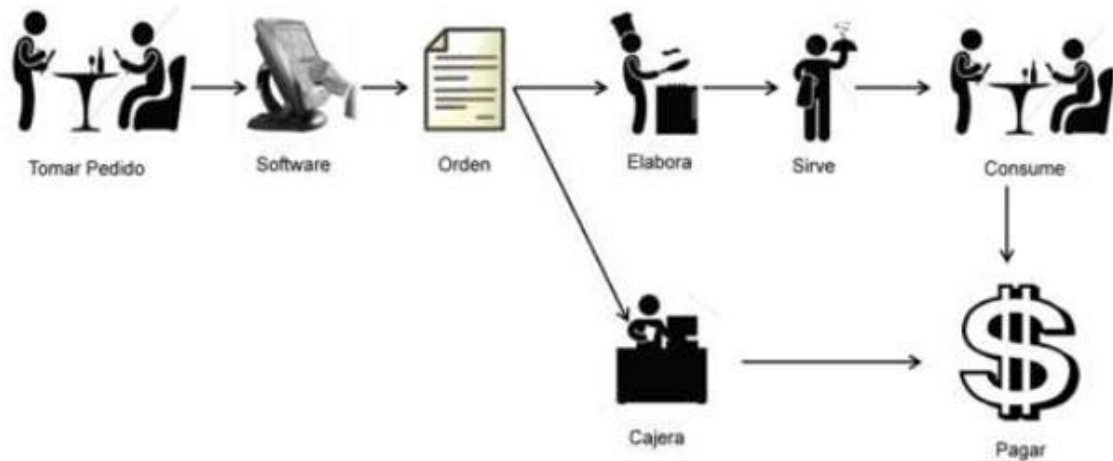 Tomar Pedido
Software
Orden
Elabora
Sirve
Consume
Cajera
Pagar